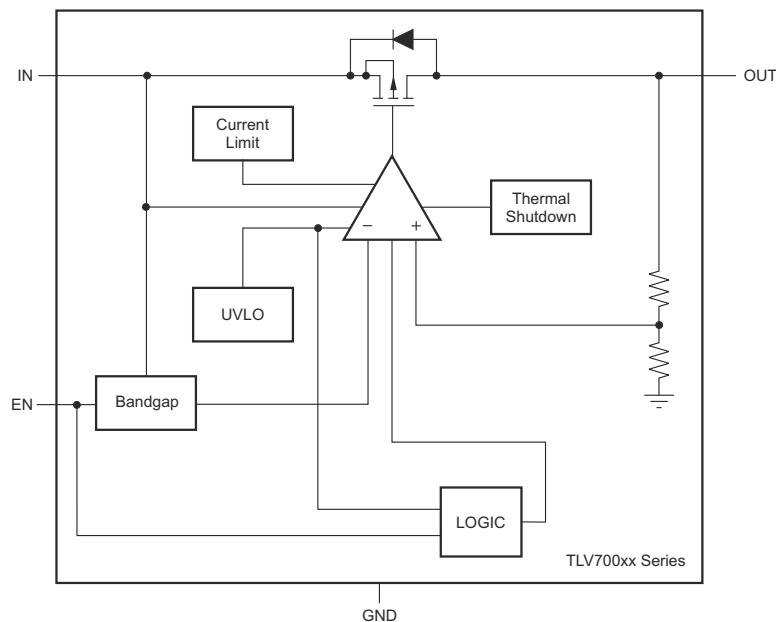 IN
OUT
Current
Limit
Thermal
Shutdown
−
+
UVLO
EN
Bandgap
LOGIC
TLV700xx Series
GND